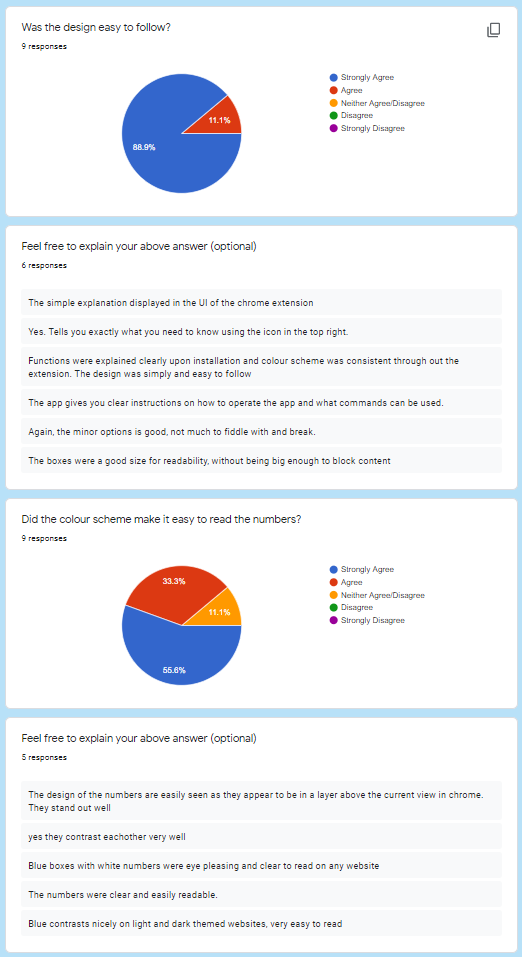 Was the design easy to follow?
9 responses
Strongly Agree
Agree
Neither Agree/Disagree
Disagree
Strongly Disagree
11.1%
88.9%
Feel free to explain your above answer (optional)
6 responses
The simple explanation displayed in the UI of the chrome extension
Yes. Tells you exactly what you need to know using the icon in the top right.
Functions were explained clearly upon installation and colour scheme was consistent through out the
extension. The design was simply and easy to follow
The app gives you clear instructions on how to operate the app and what commands can be used.
Again, the minor options is good, not much to fiddle with and break.
The boxes were a good size for readability, without being big enough to block content
Did the colour scheme make it easy to read the numbers?
9 responses
Strongly Agree
Agree
Neither Agree/Disagree
Disagree
Strongly Disagree
33.3%
11.1%
55.6%
Feel free to explain your above answer (optional)
5 responses
The design of the numbers are easily seen as they appear to be in a layer above the current view in chrome.
They stand out well
yes they contrast eachother very well
Blue boxes with white numbers were eye pleasing and clear to read on any website
The numbers were clear and easily readable.
Blue contrasts nicely on light and dark themed websites, very easy to read